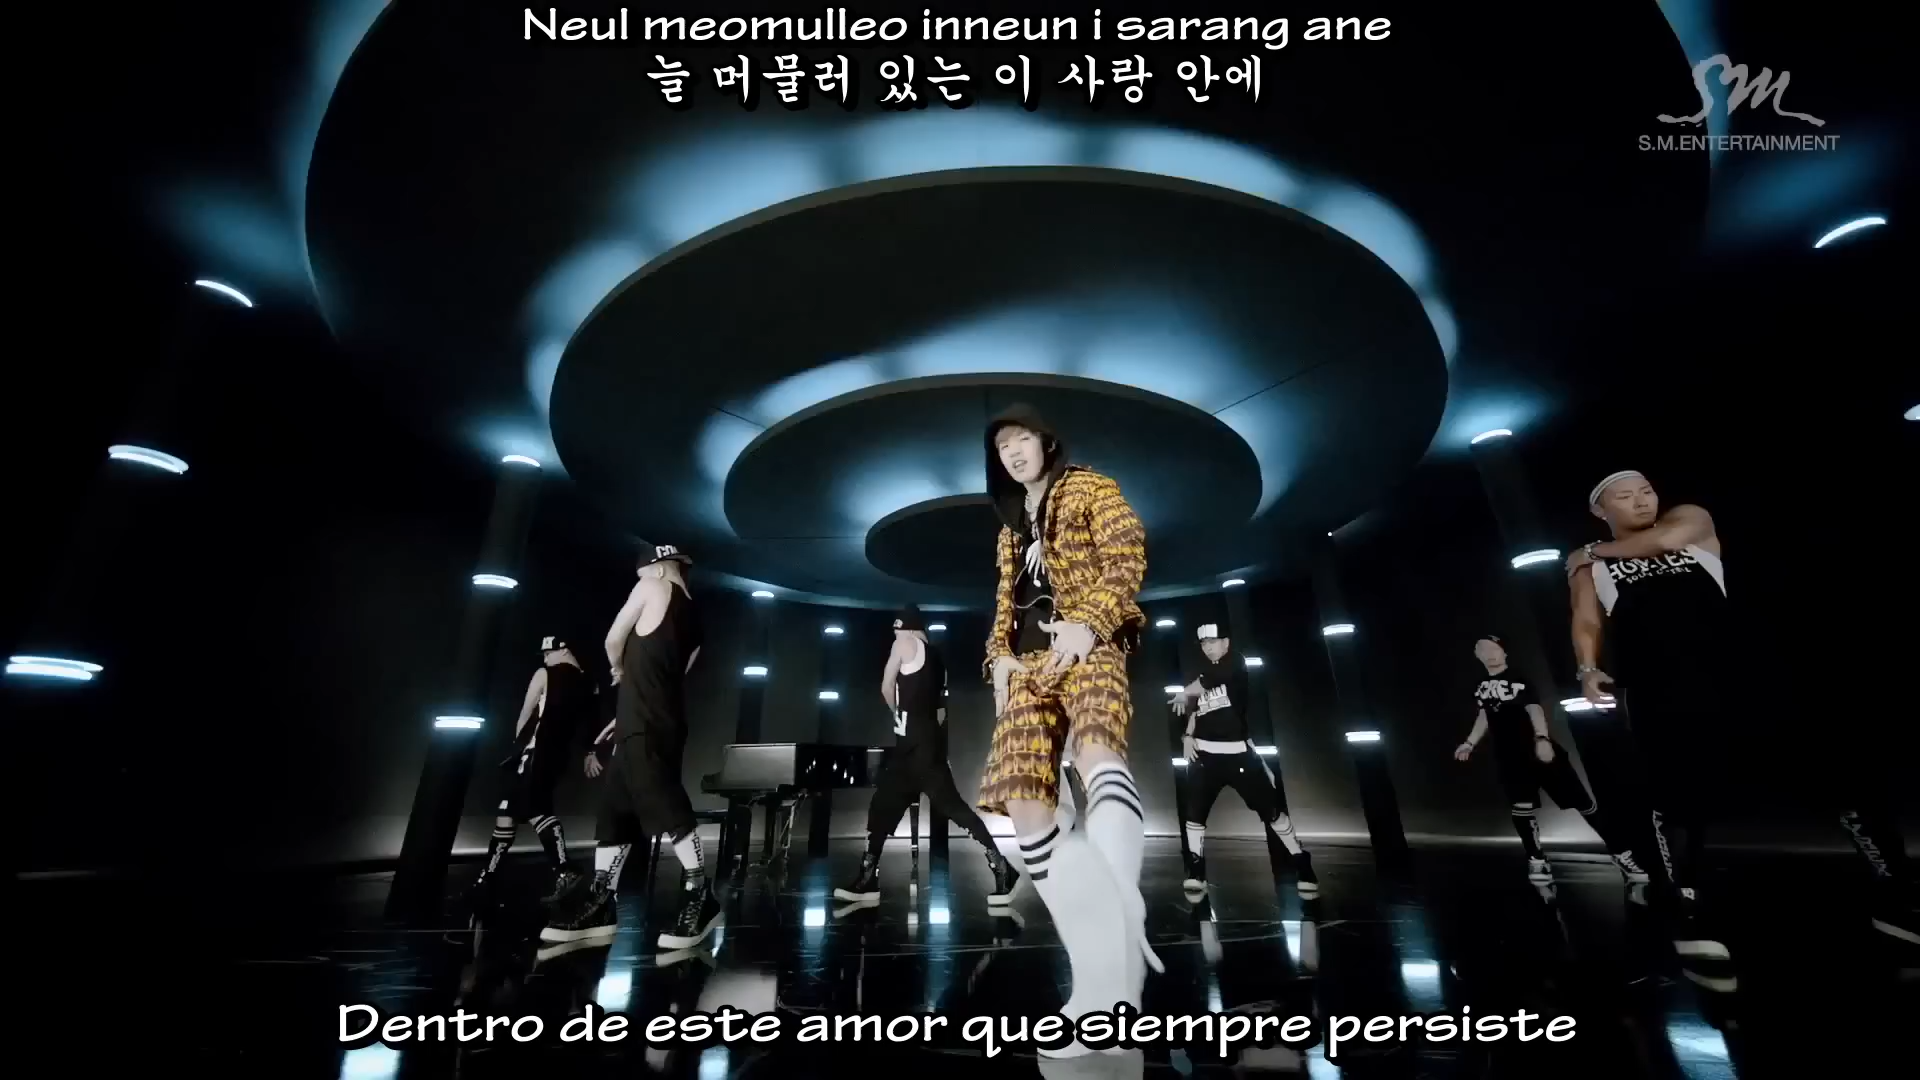 Neul meomulleo inneun i sarang ane
늘 머물러 있는 이 사랑 안에
SM
S.M.ENTERTAINMENT
Dentro de este amor que siempre persiste